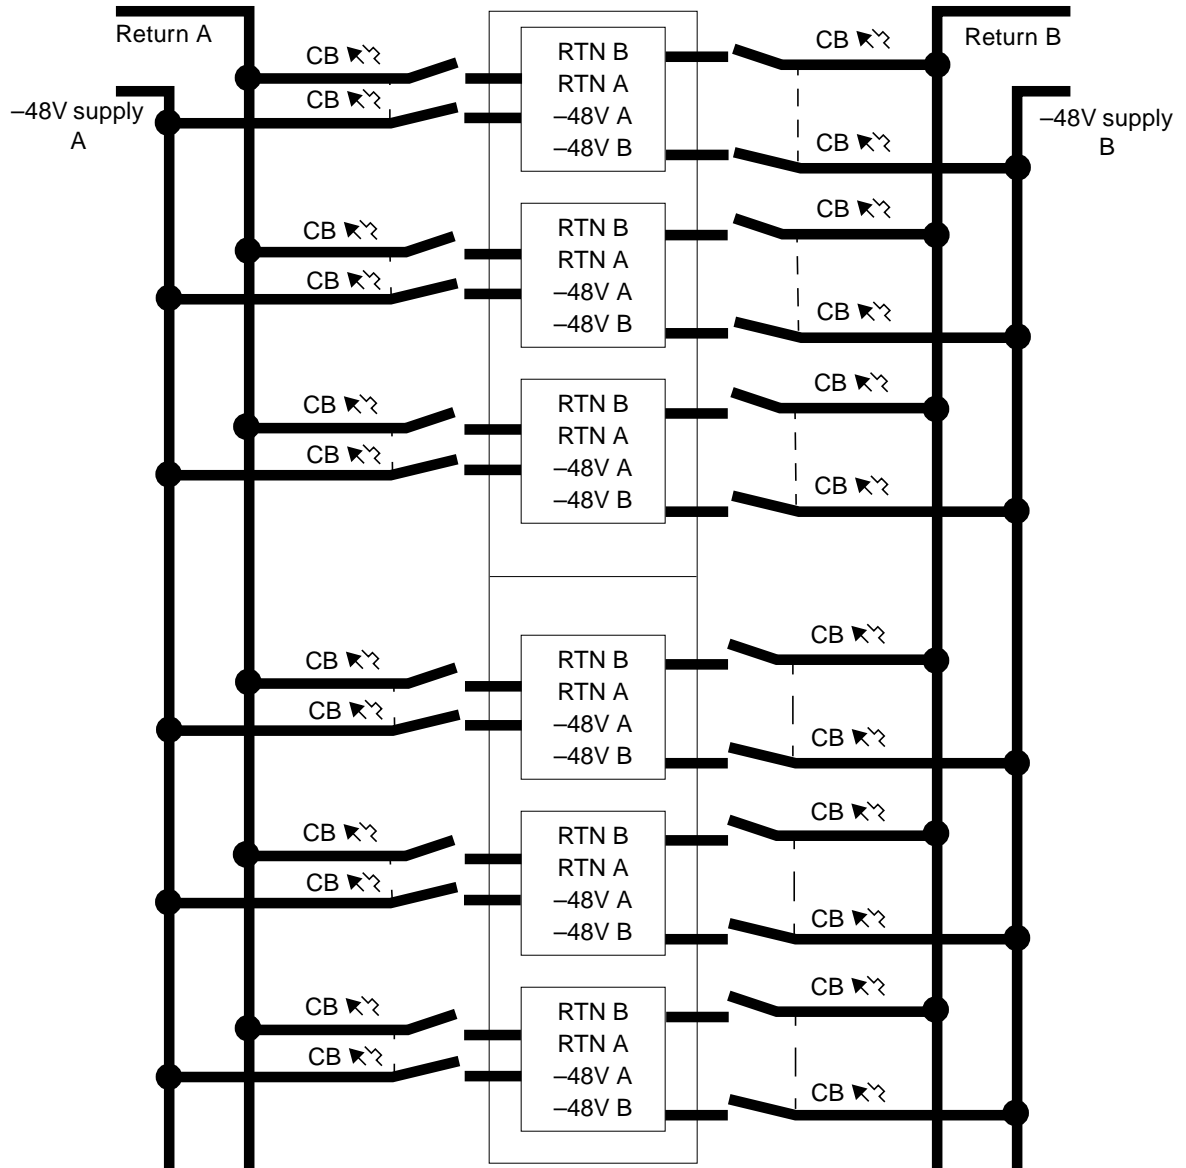 Return A
CB
CB
Return B
–48V supply
A
CB
CB
–48V supply
B
RTN B
RTN A
–48V A
–48V B
CB
CB
RTN B
RTN A
–48V A
–48V B
CB
CB
CB
CB
RTN B
RTN A
–48V A
–48V B
CB
CB
CB
CB
RTN B
RTN A
–48V A
–48V B
CB
CB
CB
CB
RTN B
RTN A
–48V A
–48V B
CB
CB
CB
CB
RTN B
RTN A
–48V A
–48V B
CB
CB